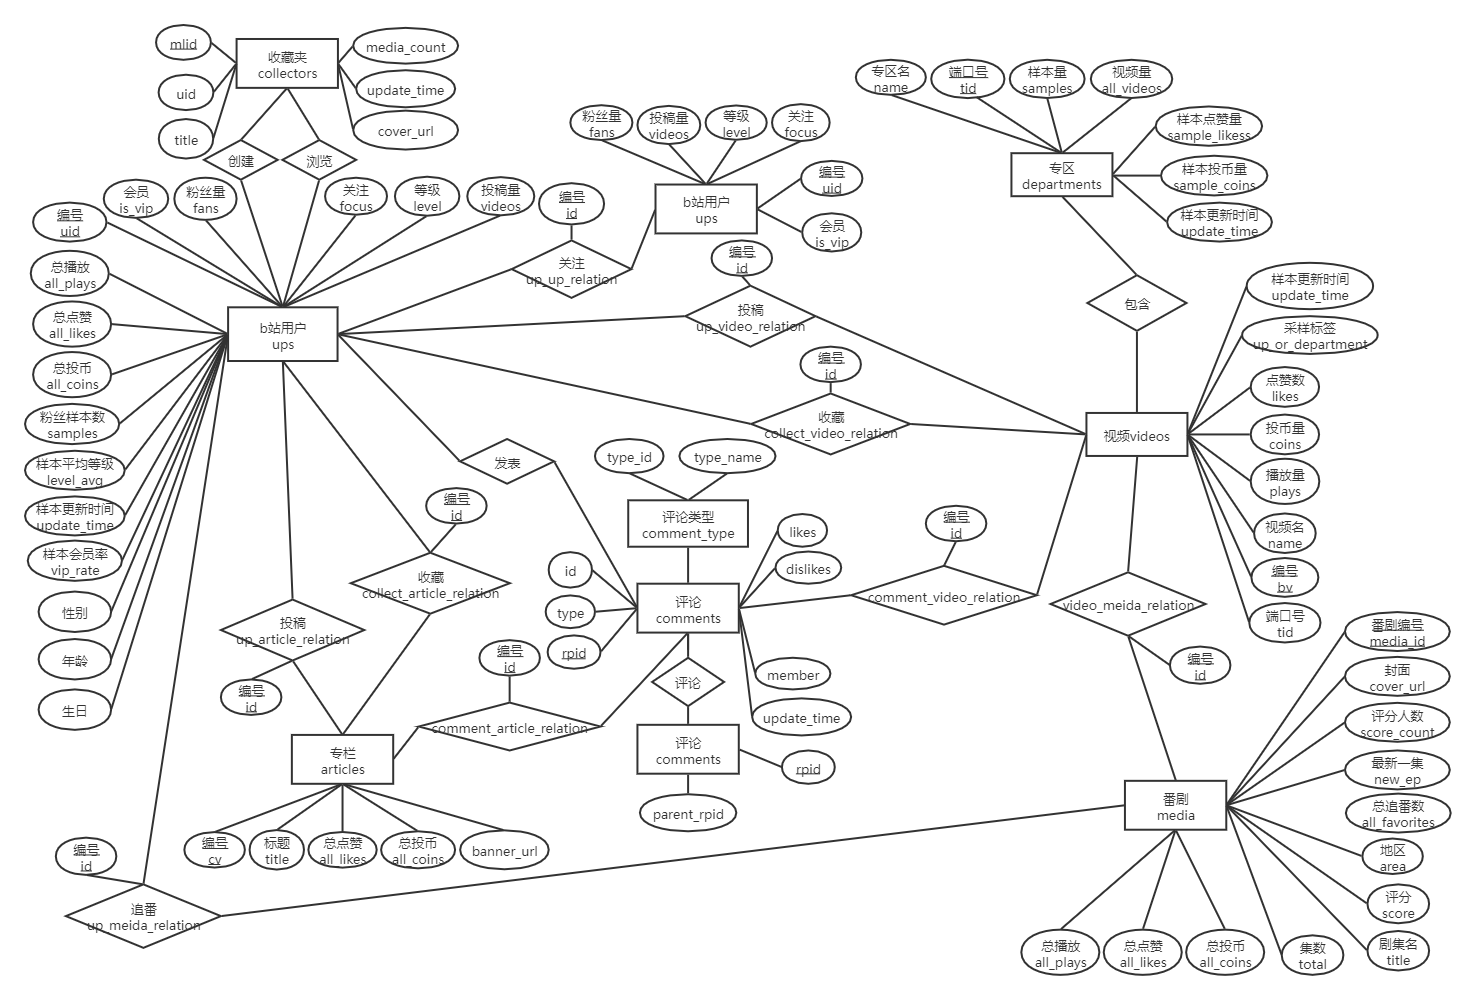 mlid
收藏夹
collectors
media_count
uid
update_time
title
cover_url
创建
浏览
专区名
name
端口号
tid
样本量
samples
视频量
all_videos
样本点赞量
sample_likess
专区
departments
样本投币量
sample_coins
样本更新时间
update_time
粉丝量
fans
投稿量
videos
等级
level
关注
focus
编号
uid
b站用户
ups
会员
is_vip
编号
uid
会员
is_vip
粉丝量
fans
关注
focus
等级
level
投稿量
videos
编号
id
关注
up_up_relation
编号
id
投稿
up_video_relation
包含
总播放
all_plays
总点赞
all_likes
b站用户
ups
总投币
all_coins
粉丝样本数
samples
样本平均等级
level_avg
样本更新时间
update_time
样本会员率
vip_rate
性别
年龄
生日
编号
id
收藏
collect_video_relation
样本更新时间
update_time
采样标签
up_or_department
点赞数
likes
视频videos
投币量
coins
播放量
plays
视频名
name
编号
bv
端口号
tid
发表
type_id
type_name
评论类型
comment_type
编号
id
收藏
collect_article_relation
投稿
up_article_relation
编号
id
id
type
rpid
评论
comments
likes
dislikes
编号
id
comment_video_relation
video_meida_relation
编号
id
编号
id
comment_article_relation
评论
member
update_time
评论
comments
rpid
parent_rpid
专栏
articles
编号
cv
标题
title
总点赞
all_likes
总投币
all_coins
banner_url
编号
id
追番
up_meida_relation
番剧编号
media_id
封面
cover_url
评分人数
score_count
最新一集
new_ep
番剧
media
总追番数
all_favorites
地区
area
评分
score
剧集名
title
集数
total
总播放
all_plays
总点赞
all_likes
总投币
all_coins